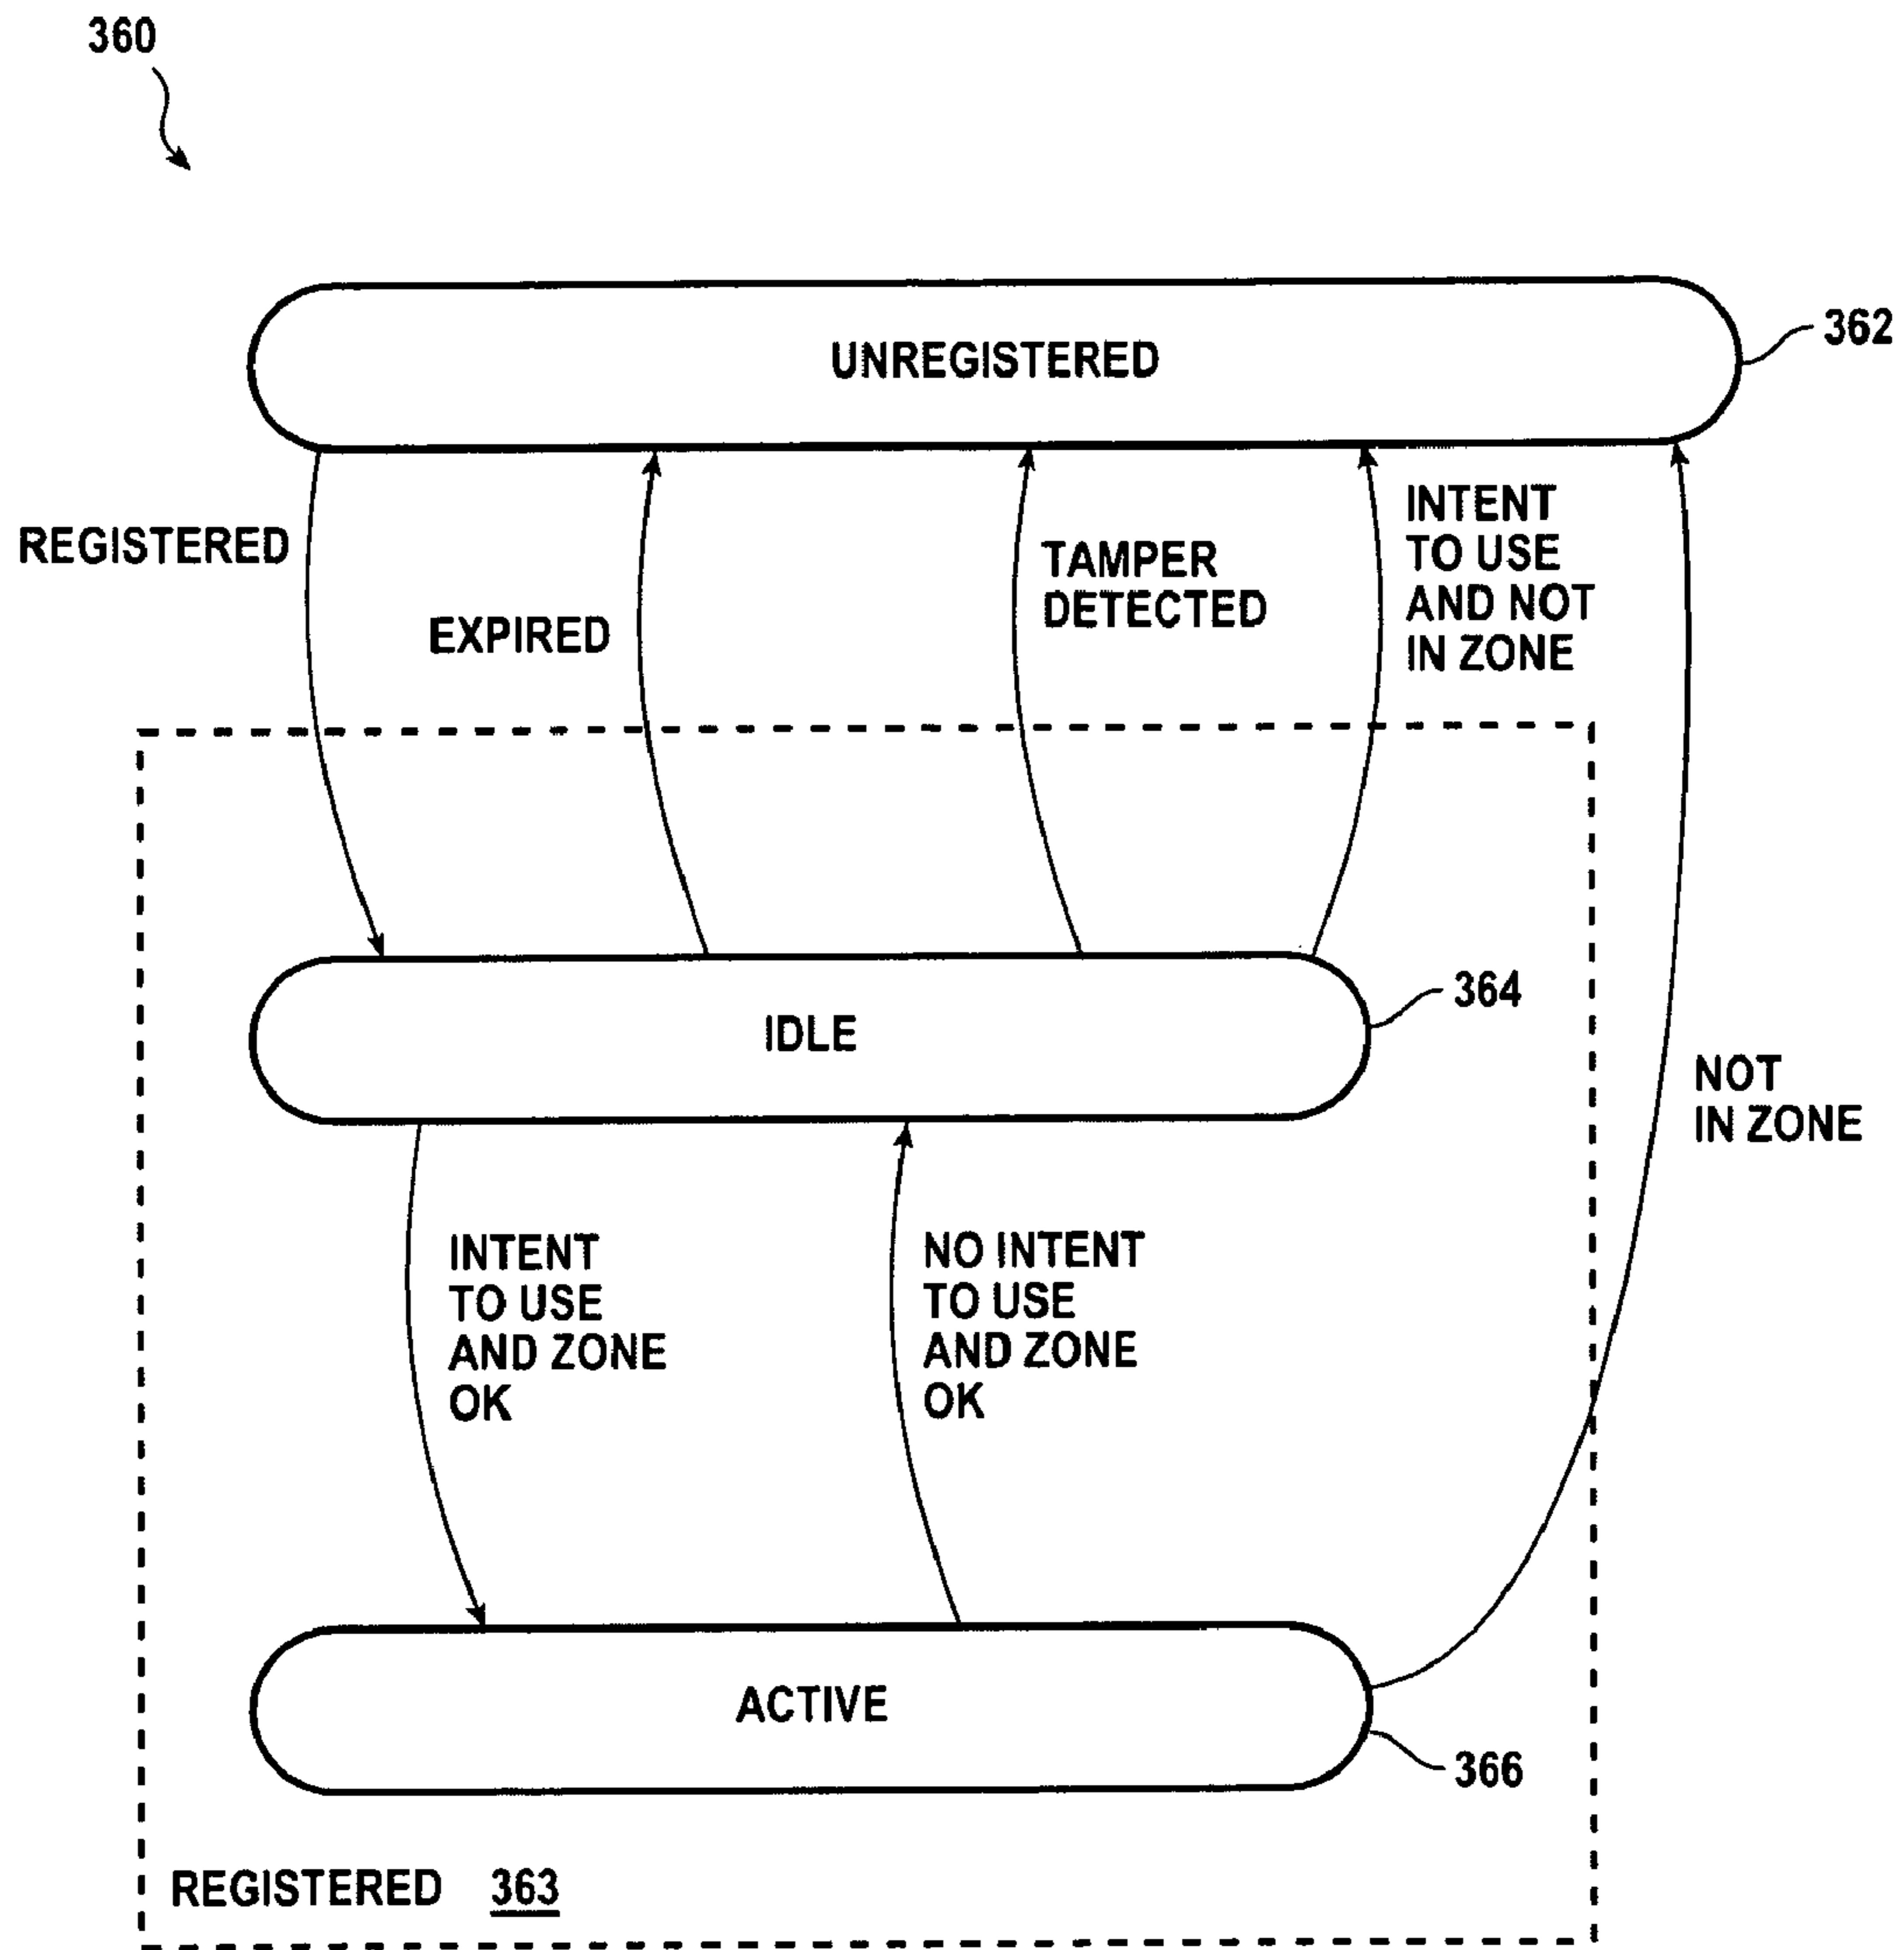 360
UNREGISTERED
362
REGISTERED
EXPIRED
TAMPER
DETECTED
INTENT
TO USE
AND NOT
IN ZONE
IDLE
364
NOT
IN ZONE
INTENT
TO USE
AND ZONE
OK
NO INTENT
TO USE
AND ZONE
OK
ACTIVE
366
REGISTERED 363